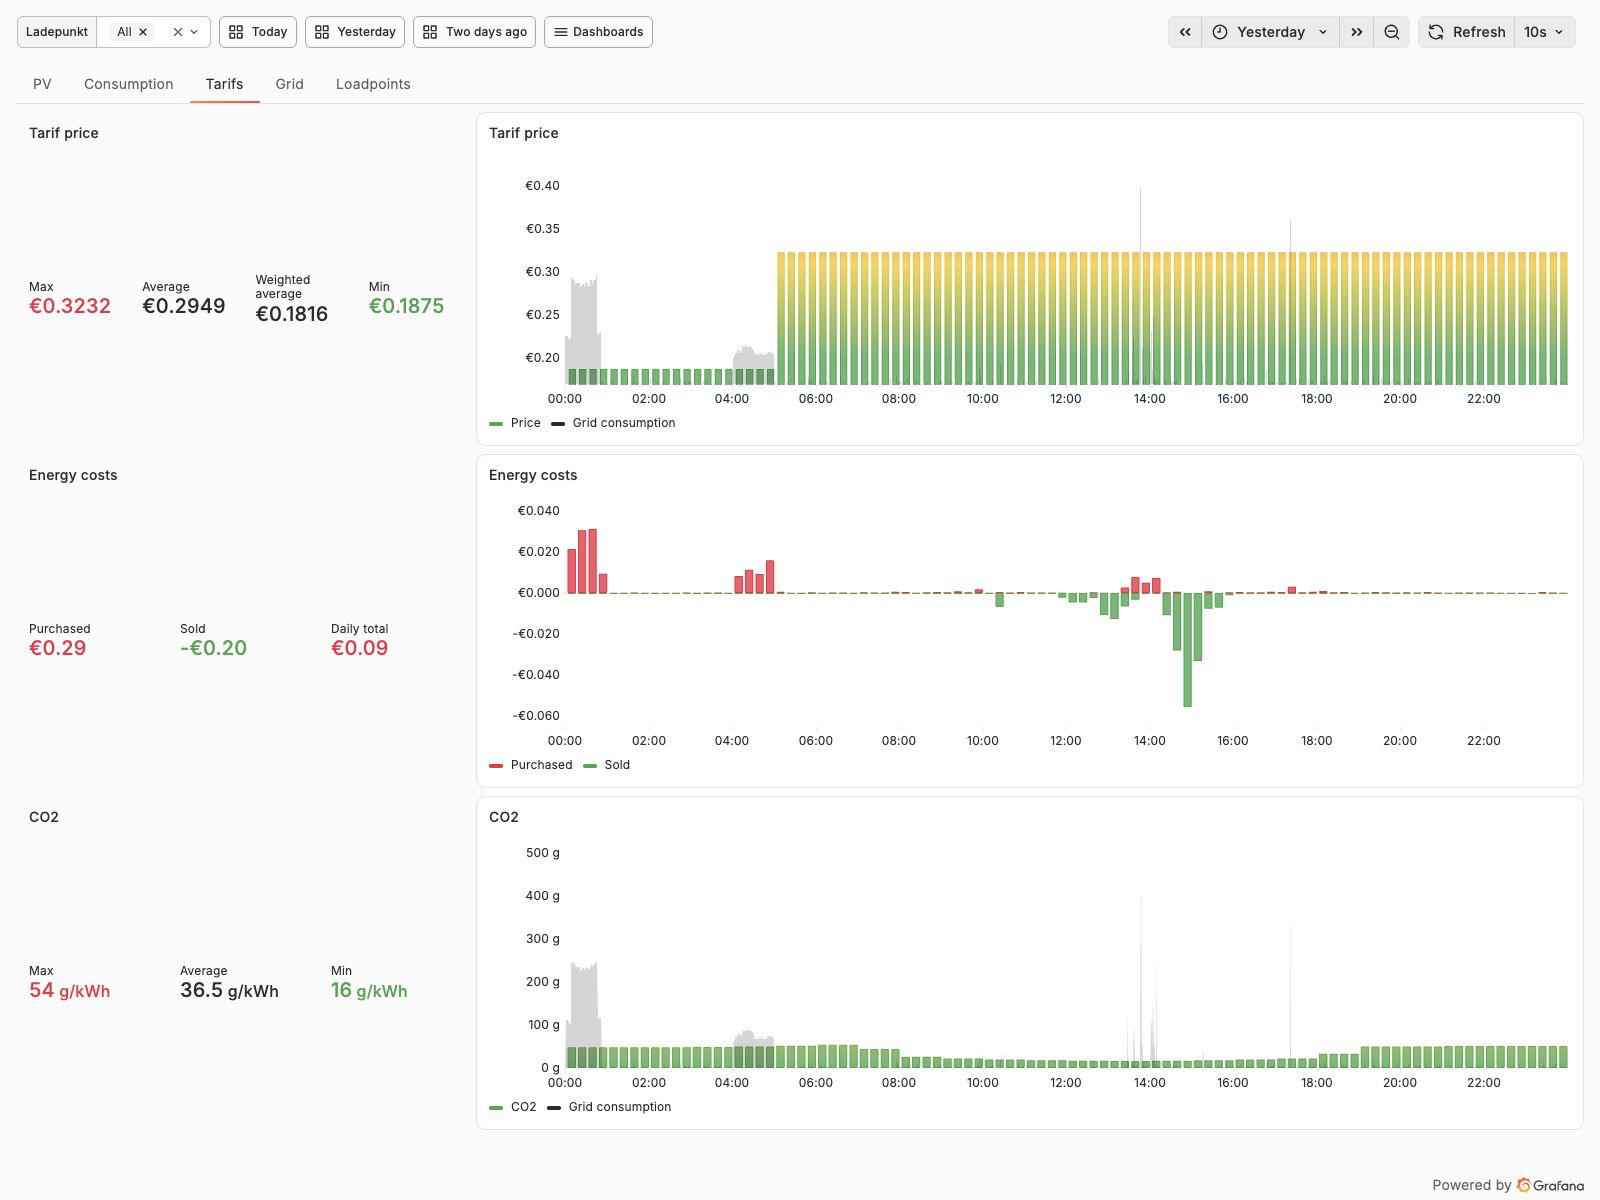 Ladepunkt All Today Yesterday Two days ago Dashboards Yesterday Refresh 10s
PV Consumption Tarifs Grid Loadpoints
Tarif price
Max
€0.3232
Average
€0.2949
Weighted
average
€0.1816
Min
€0.1875
Tarif price
€0.40
€0.35
€0.30
€0.25
€0.20
00:00 02:00 04:00 06:00 08:00 10:00 12:00 14:00 16:00 18:00 20:00 22:00
Price Grid consumption
Energy costs
Purchased
€0.29
Sold
-€0.20
Daily total
€0.09
Energy costs
€0.040
€0.020
€0.000
-€0.020
-€0.040
-€0.060
00:00 02:00 04:00 06:00 08:00 10:00 12:00 14:00 16:00 18:00 20:00 22:00
Purchased Sold
CO2
Max
54 g/kWh
Average
36.5 g/kWh
Min
16 g/kWh
CO2
500 g
400 g
300 g
200 g
100 g
0 g
00:00 02:00 04:00 06:00 08:00 10:00 12:00 14:00 16:00 18:00 20:00 22:00
CO2 Grid consumption
Powered by Grafana